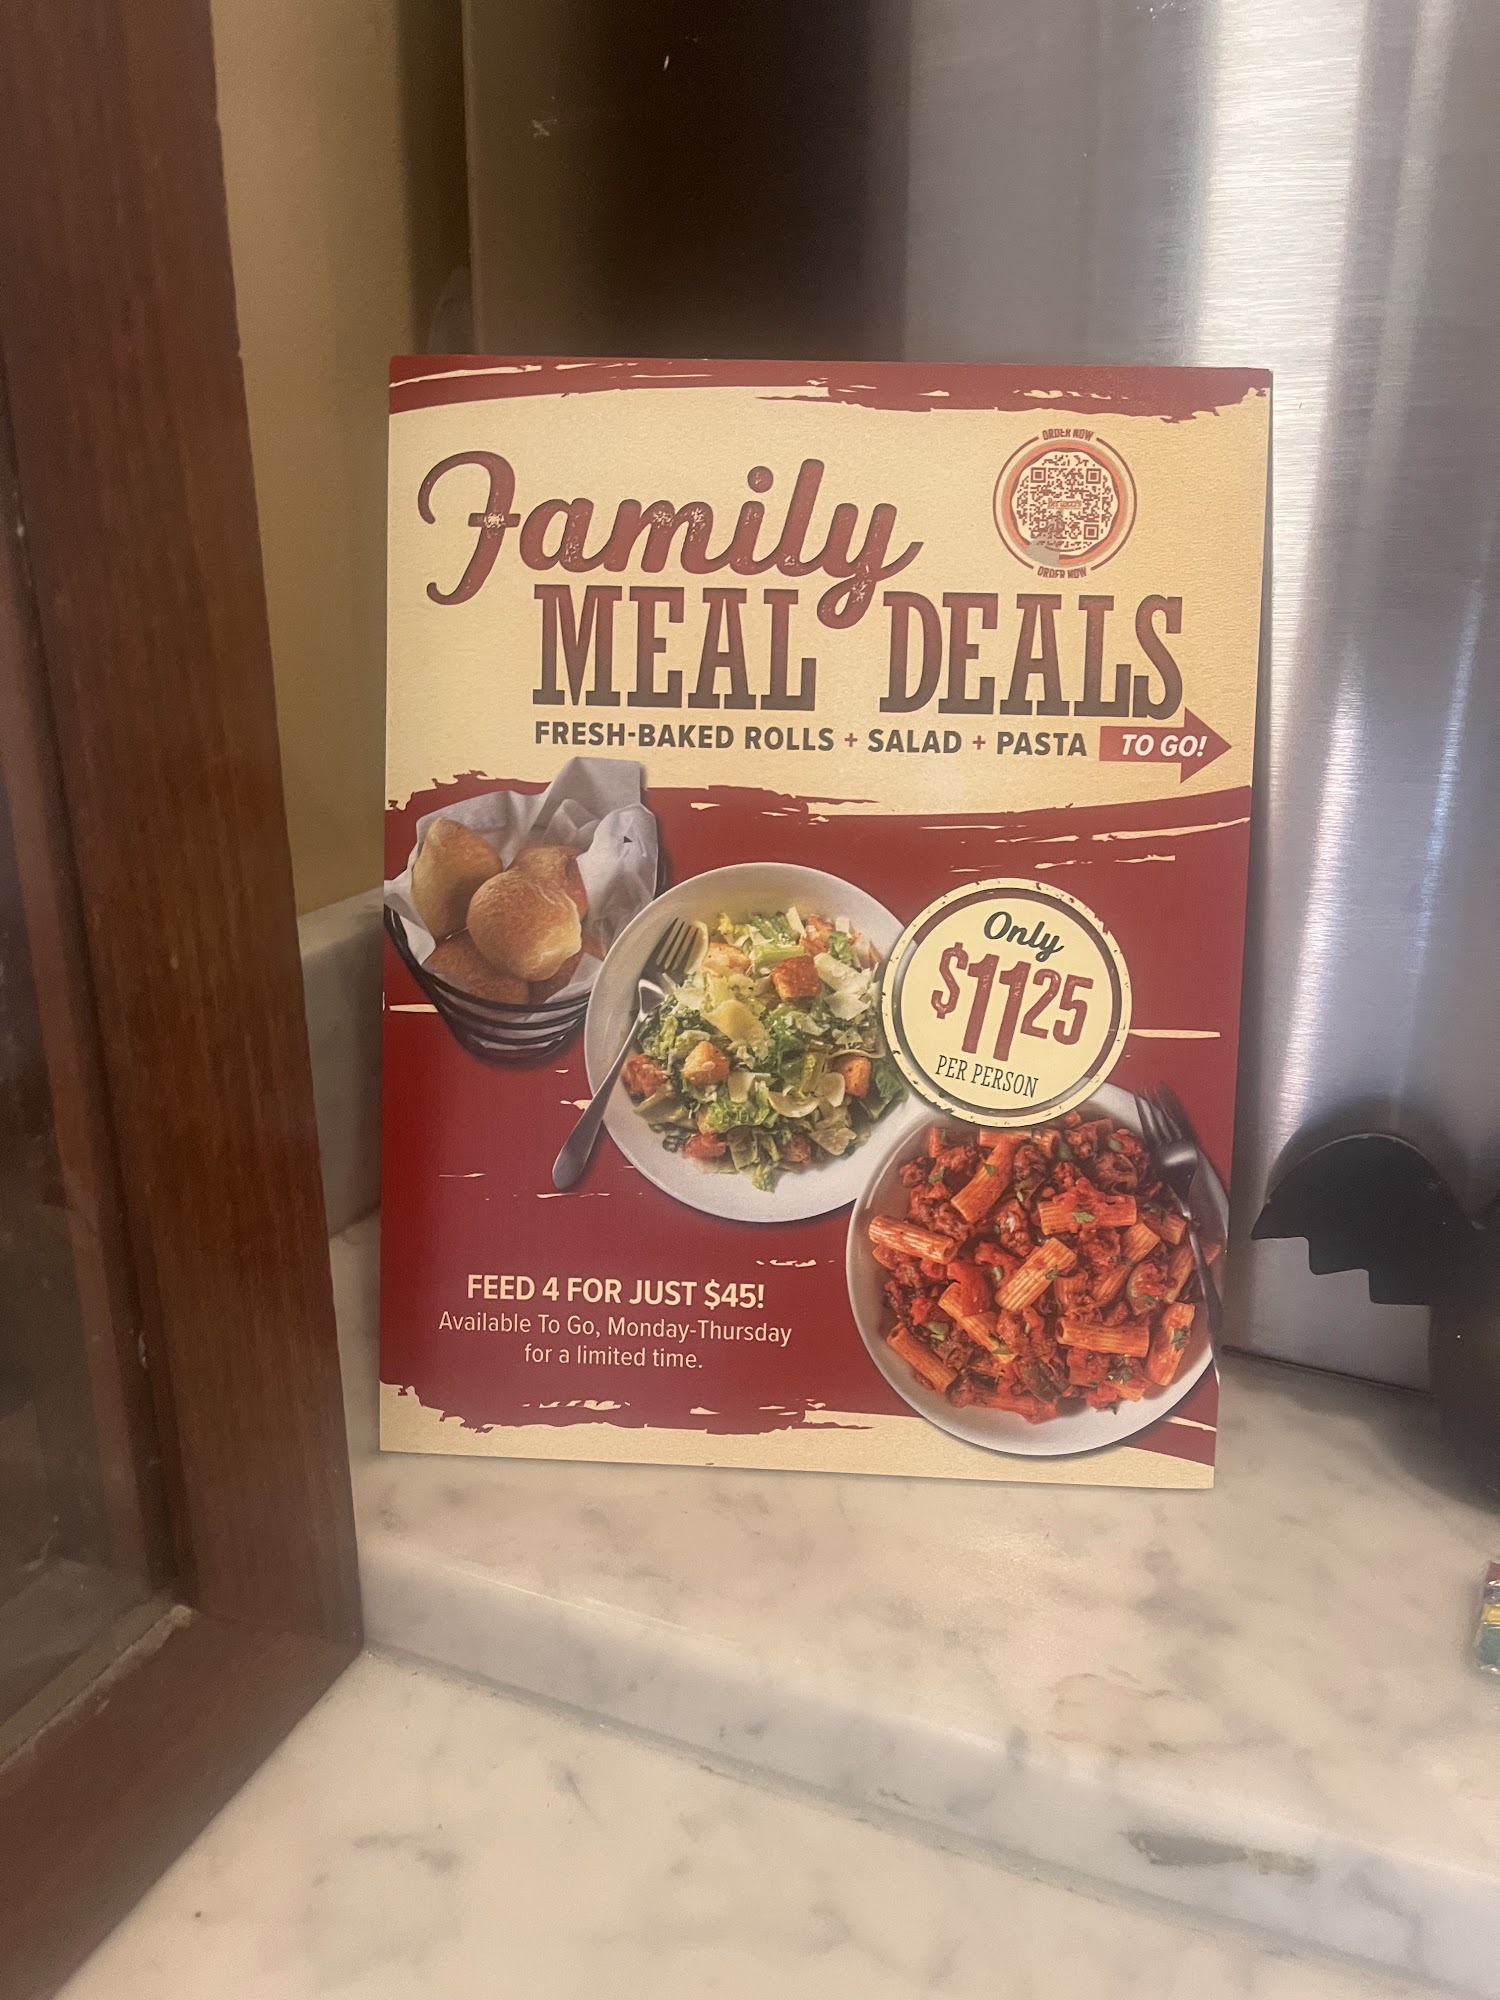 ORDER NOW
ORDER NOW
Family
MEAL DEALS
FRESH-BAKED ROLLS + SALAD + PASTA TO GO!
Only
$1125
PER PERSON
FEED 4 FOR JUST $45!
Available To Go, Monday-Thursday
for a limited time.